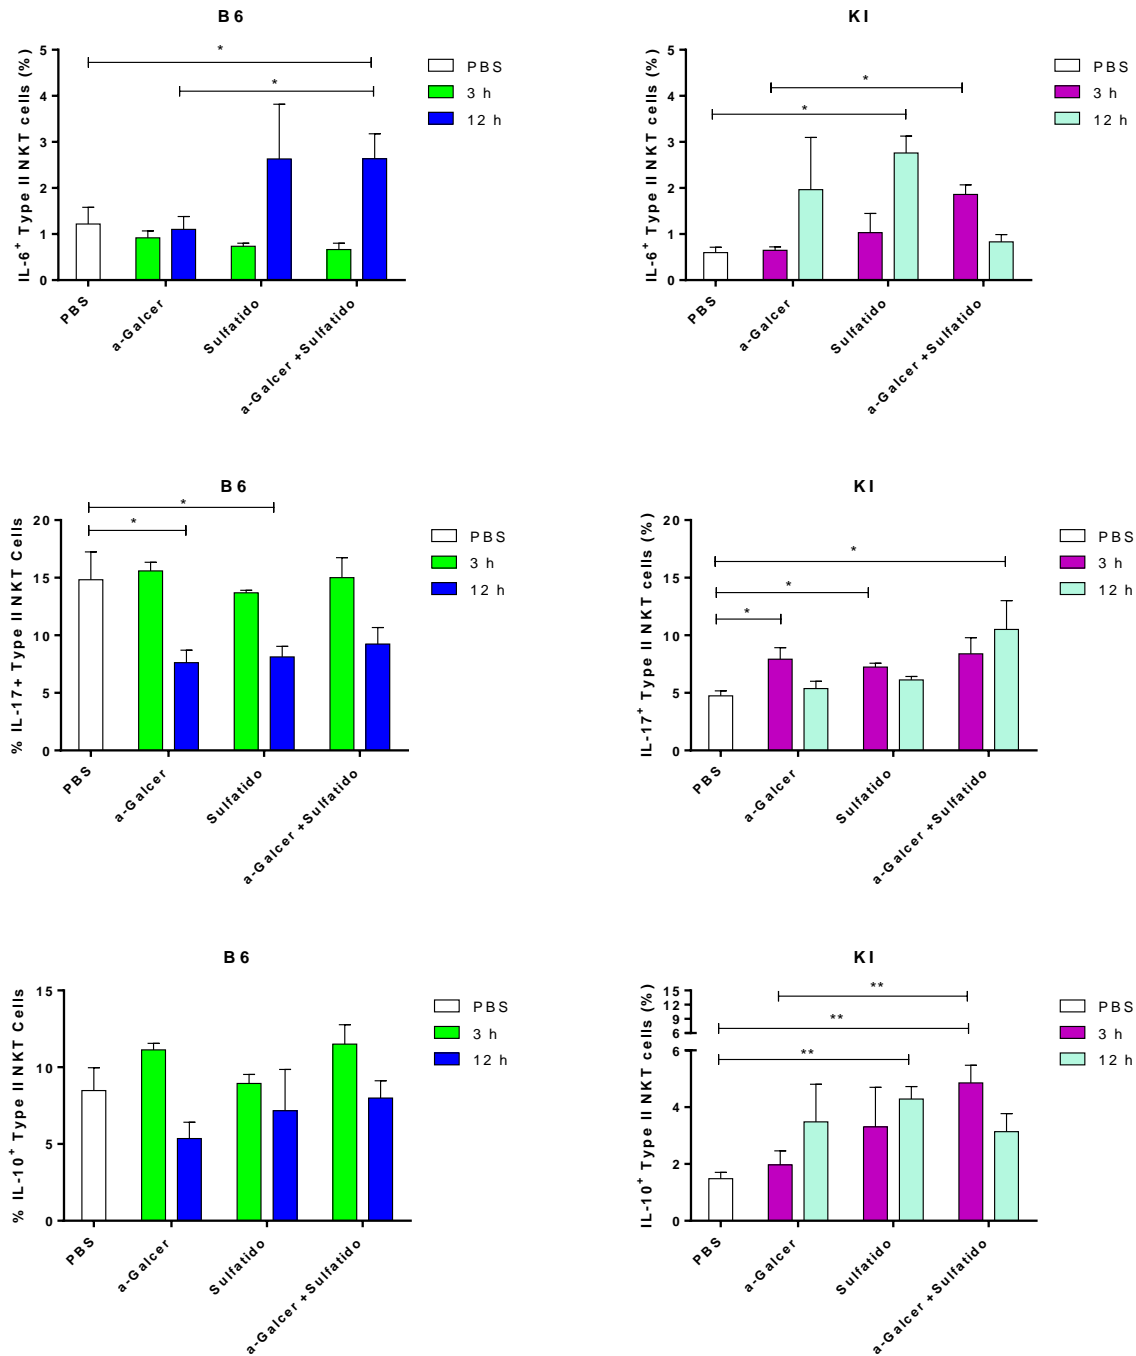 B6
IL-6+ Type II NKT cells (%)
5
4
3
2
1
0
*
*
PBS
3 h
12 h
PBS
a-Galcer
Sulfatido
a-Galcer +Sulfatido
KI
IL-6+ Type II NKT cells (%)
5
4
3
2
1
0
*
*
PBS
3 h
12 h
PBS
a-Galcer
Sulfatido
a-Galcer +Sulfatido
B6
% IL-17+ Type II NKT Cells
20
15
10
5
0
*
*
PBS
3 h
12 h
PBS
a-Galcer
Sulfatido
a-Galcer +Sulfatido
KI
IL-17+ Type II NKT cells (%)
20
15
10
5
0
*
*
*
PBS
3 h
12 h
PBS
a-Galcer
Sulfatido
a-Galcer +Sulfatido
B6
% IL-10+ Type II NKT Cells
15
10
5
0
PBS
3 h
12 h
PBS
a-Galcer
Sulfatido
a-Galcer +Sulfatido
KI
IL-10+ Type II NKT cells (%)
15
12
9
6
6
4
2
0
**
**
**
PBS
3 h
12 h
PBS
a-Galcer
Sulfatido
a-Galcer +Sulfatido